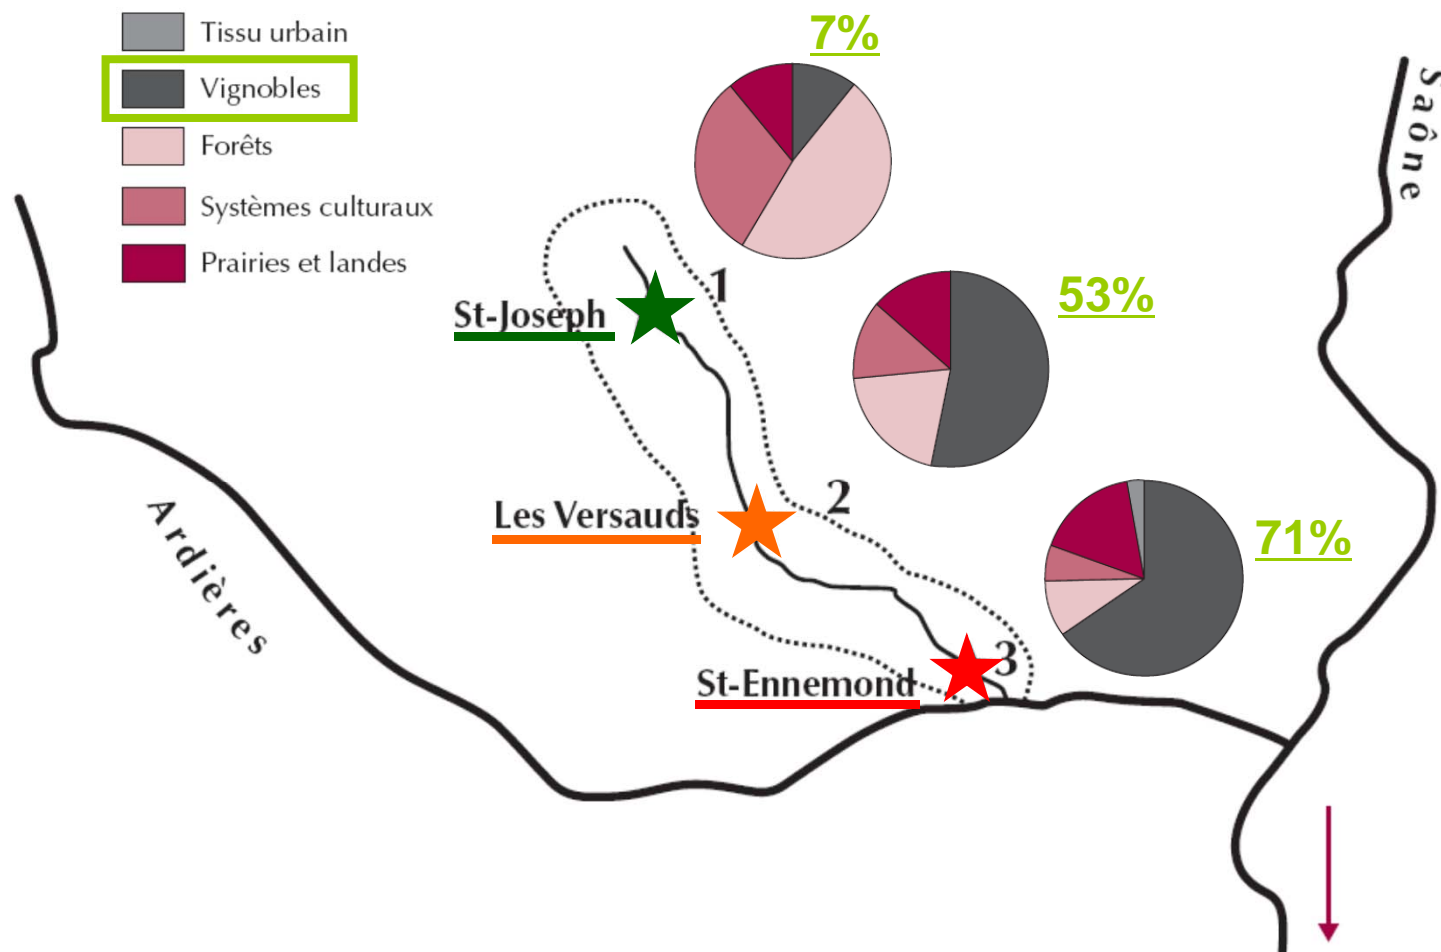 Tissu urbain
Vignobles
Forêts
Systèmes culturaux
Prairies et landes
7%
Saône
1
St-Joseph
53%
2
Les Versauds
Ardières
71%
3
St-Ennemond